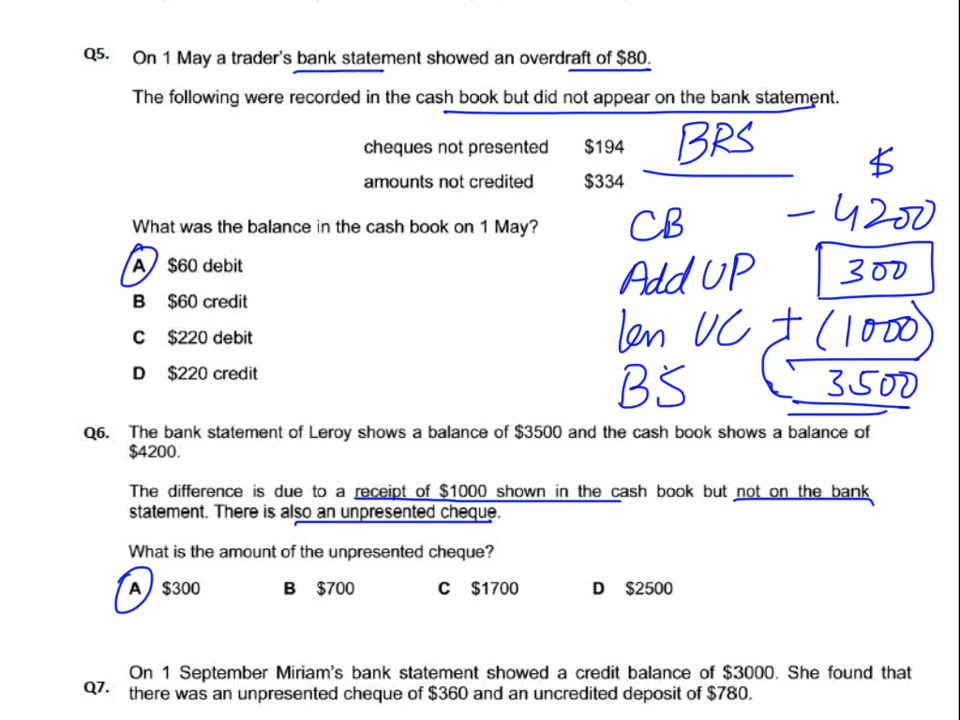 Q5. On 1 May a trader's bank statement showed an overdraft of $80.
The following were recorded in the cash book but did not appear on the bank statement.
cheques not presented $194
amounts not credited $334
What was the balance in the cash book on 1 May?
A $60 debit
B $60 credit
C $220 debit
D $220 credit
BRS
$
CB - 4200
Add UP 300
Len UC + (1000)
BS 3500
Q6. The bank statement of Leroy shows a balance of $3500 and the cash book shows a balance of
$4200.
The difference is due to a receipt of $1000 shown in the cash book but not on the bank
statement. There is also an unpresented cheque.
What is the amount of the unpresented cheque?
A $300 B $700 C $1700 D $2500
On 1 September Miriam's bank statement showed a credit balance of $3000. She found that
Q7. there was an unpresented cheque of $360 and an uncredited deposit of $780.